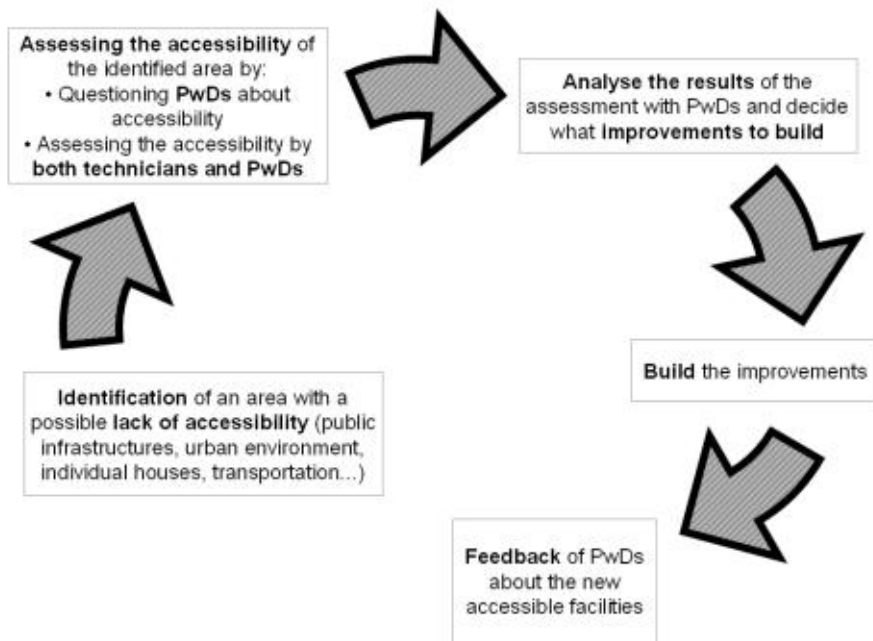 Assessing the accessibility of
the identified area by:
• Questioning PwDs about
accessibility
• Assessing the accessibility by
both technicians and PwDs
Analyse the results of the
assessment with PwDs and decide
what improvements to build
Build the improvements
Identification of an area with a
possible lack of accessibility (public
infrastructures, urban environment,
individual houses, transportation...)
Feedback of PwDs
about the new
accessible facilities